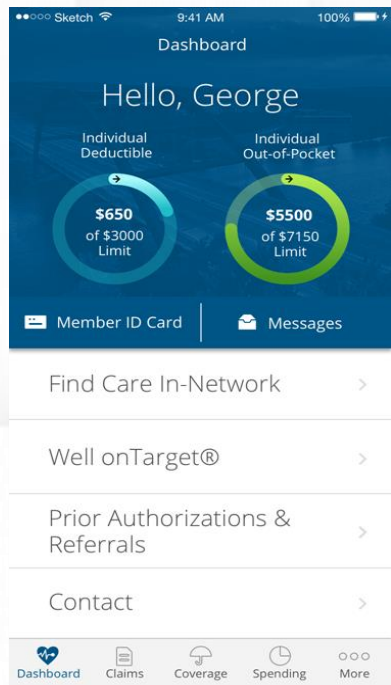 Sketch 9:41 AM 100%
Dashboard
Hello, George
Individual Individual
Deductible Out-of-Pocket
$650 $5500
of $3000 of $7150
Limit Limit
Member ID Card Messages
Find Care In-Network
Well onTarget®
Prior Authorizations &
Referrals
Contact
Dashboard Claims Coverage Spending More